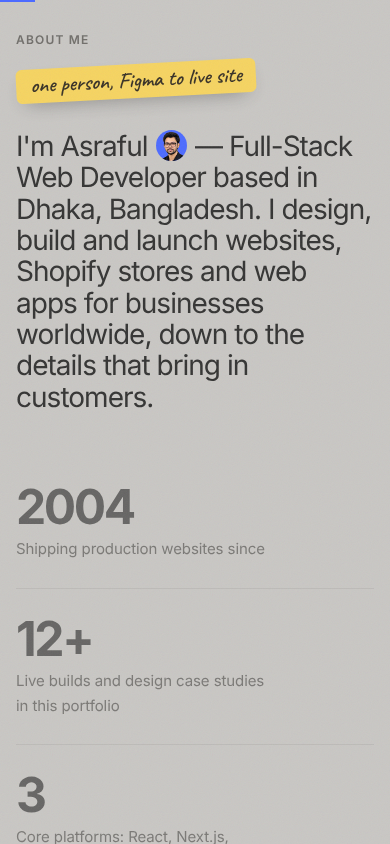 ABOUT ME
one person, Figma to live site
I'm Asraful — Full-Stack
Web Developer based in
Dhaka, Bangladesh. I design,
build and launch websites,
Shopify stores and web
apps for businesses
worldwide, down to the
details that bring in
customers.
2004
Shipping production websites since
12+
Live builds and design case studies
in this portfolio
3
Core platforms: React, Next.js,